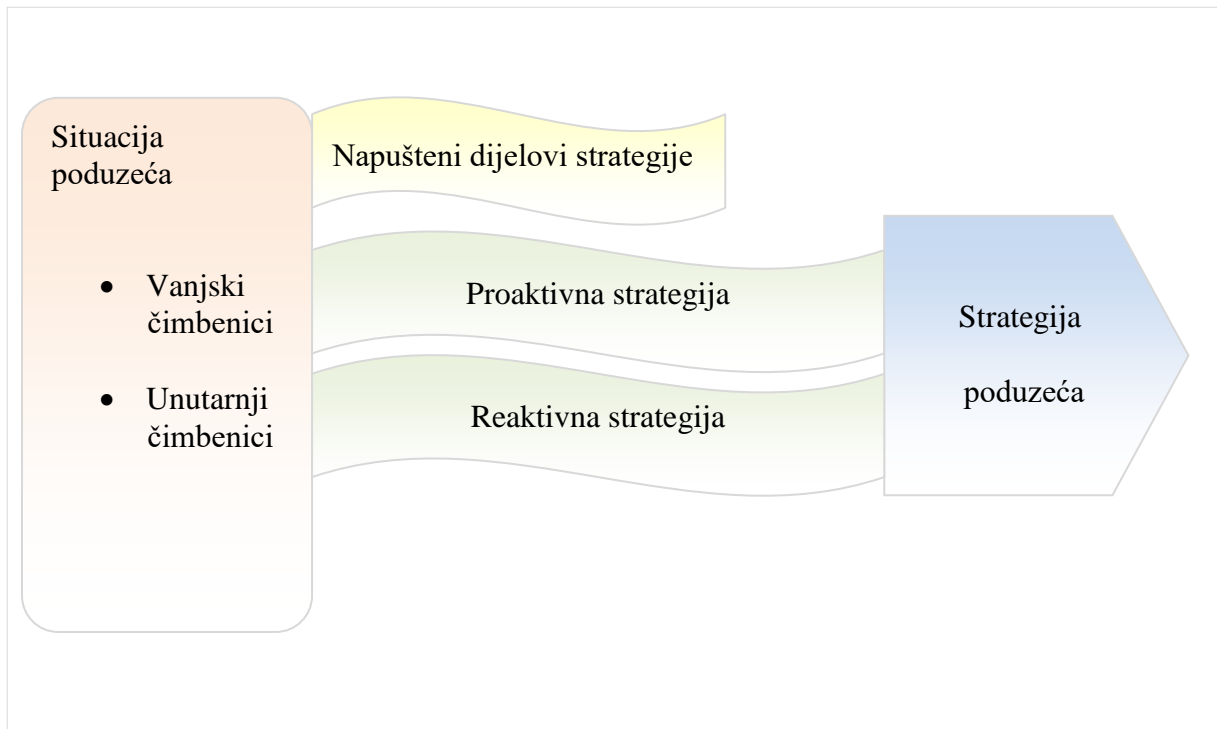 Situacija
poduzeća
• Vanjski
čimbenici
• Unutarnji
čimbenici
Napušteni dijelovi strategije
Proaktivna strategija
Reaktivna strategija
Strategija
poduzeća